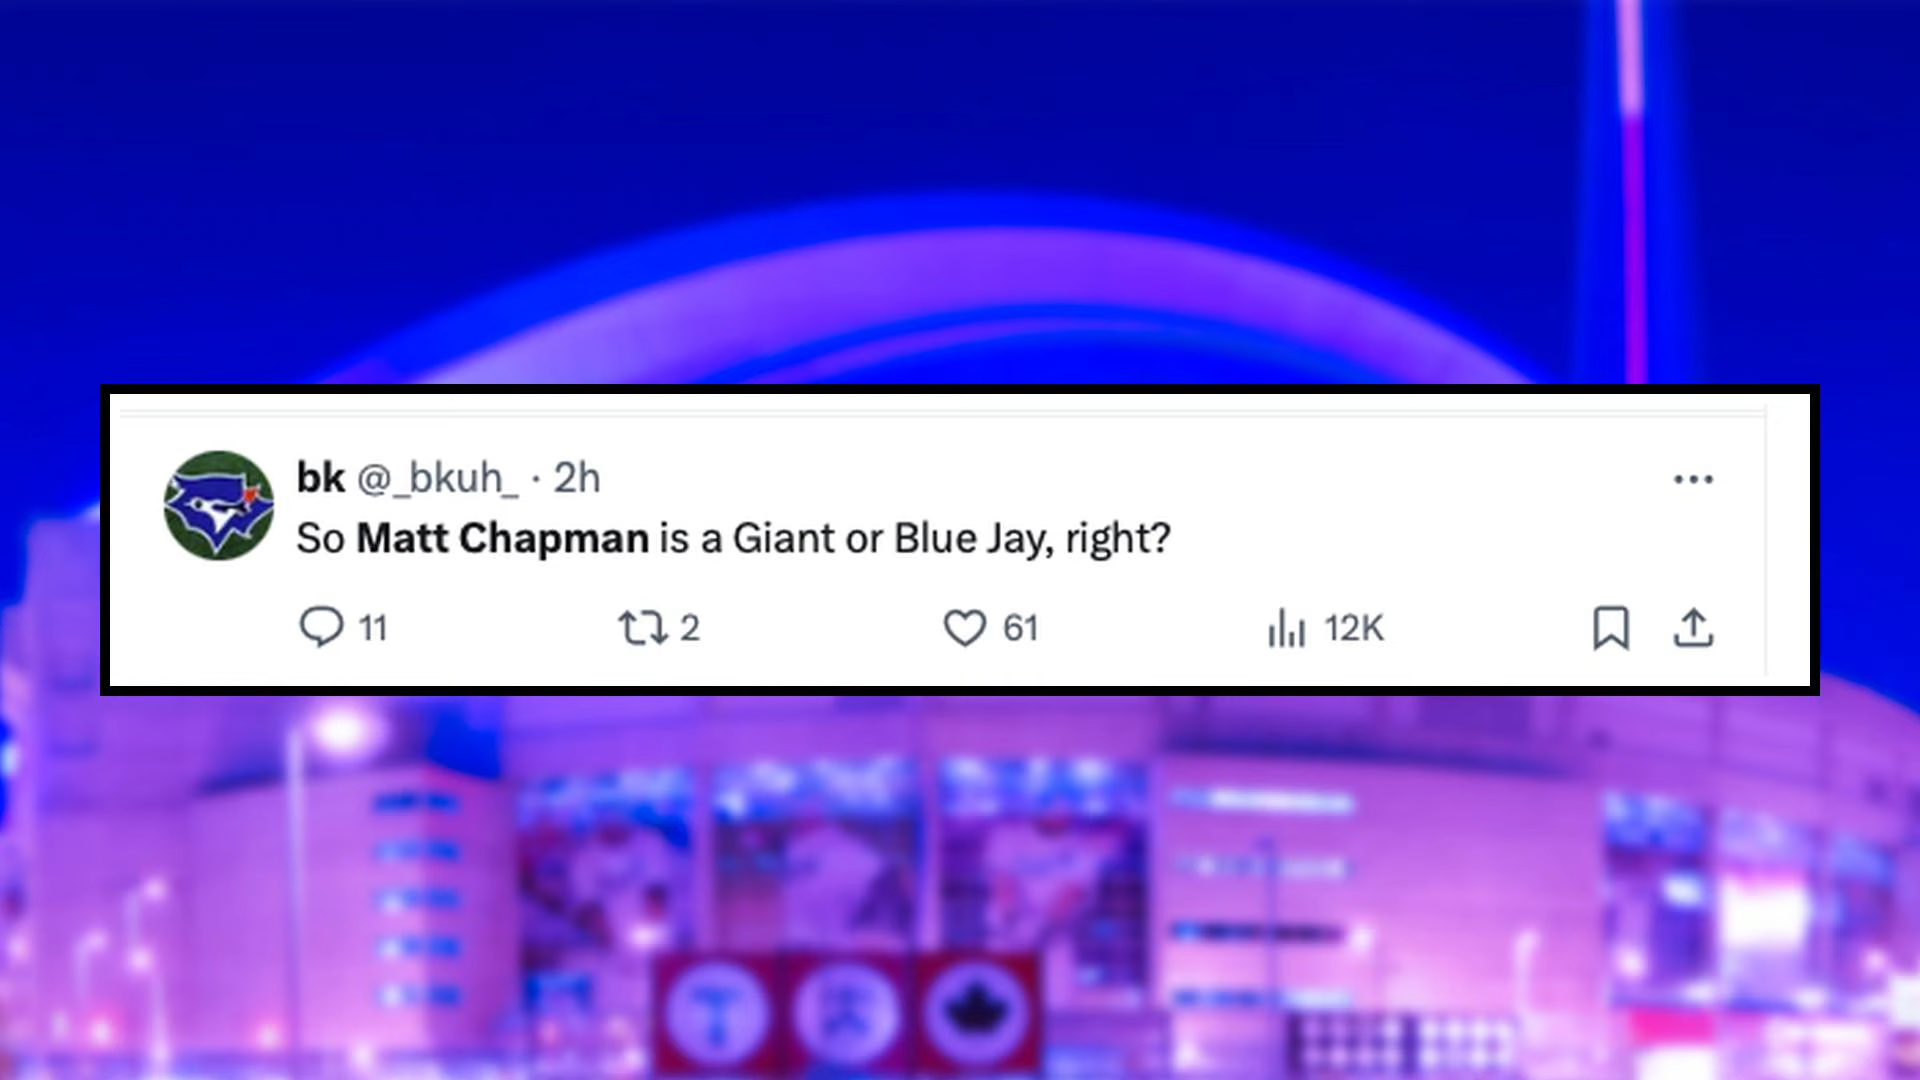 bk @_bkuh_ · 2h
So Matt Chapman is a Giant or Blue Jay, right?
11 2 61 12K